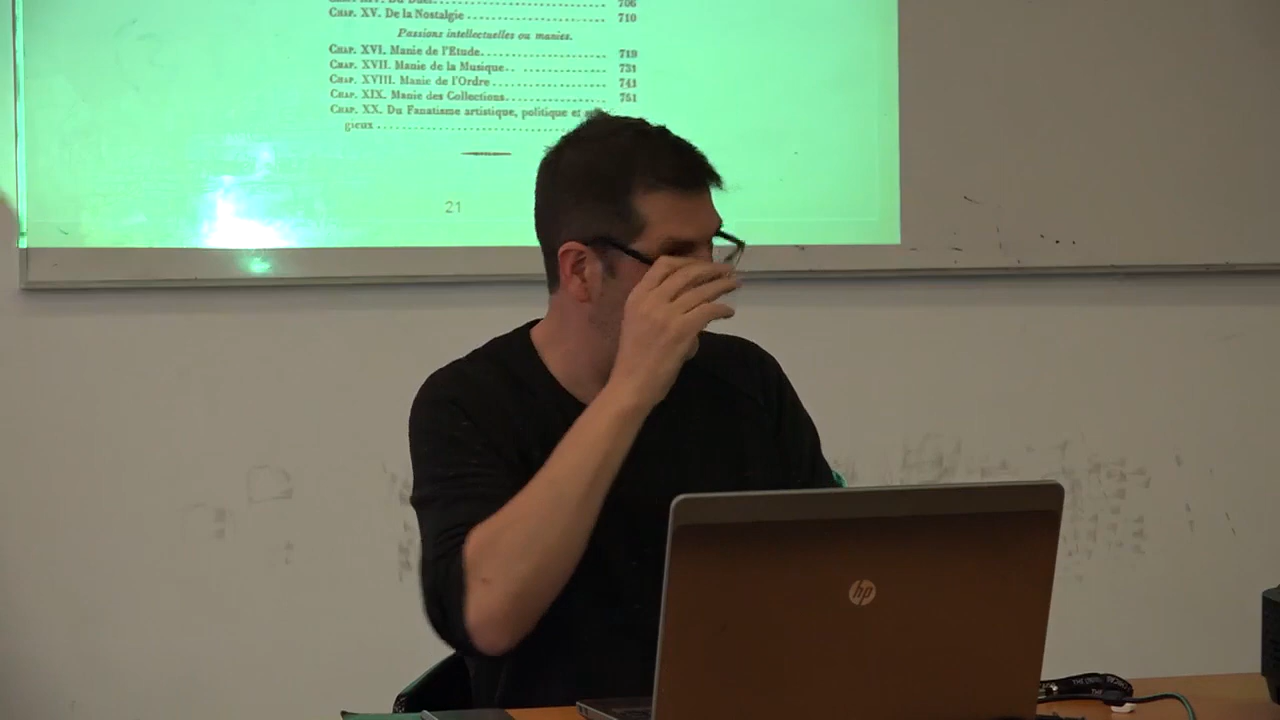 706
CHAP. XV. De la Nostalgie 710
Passions intellectuelles ou manies.
CHAP. XVI. Manie de l'Etude. 719
CHAP. XVII. Manie de la Musique. 731
CHAP. XVIII. Manie de l'Ordre 741
CHAP. XIX. Manie des Collections. 751
CHAP. XX. Du Fanatisme artistique, politique et
gieux
21
hp